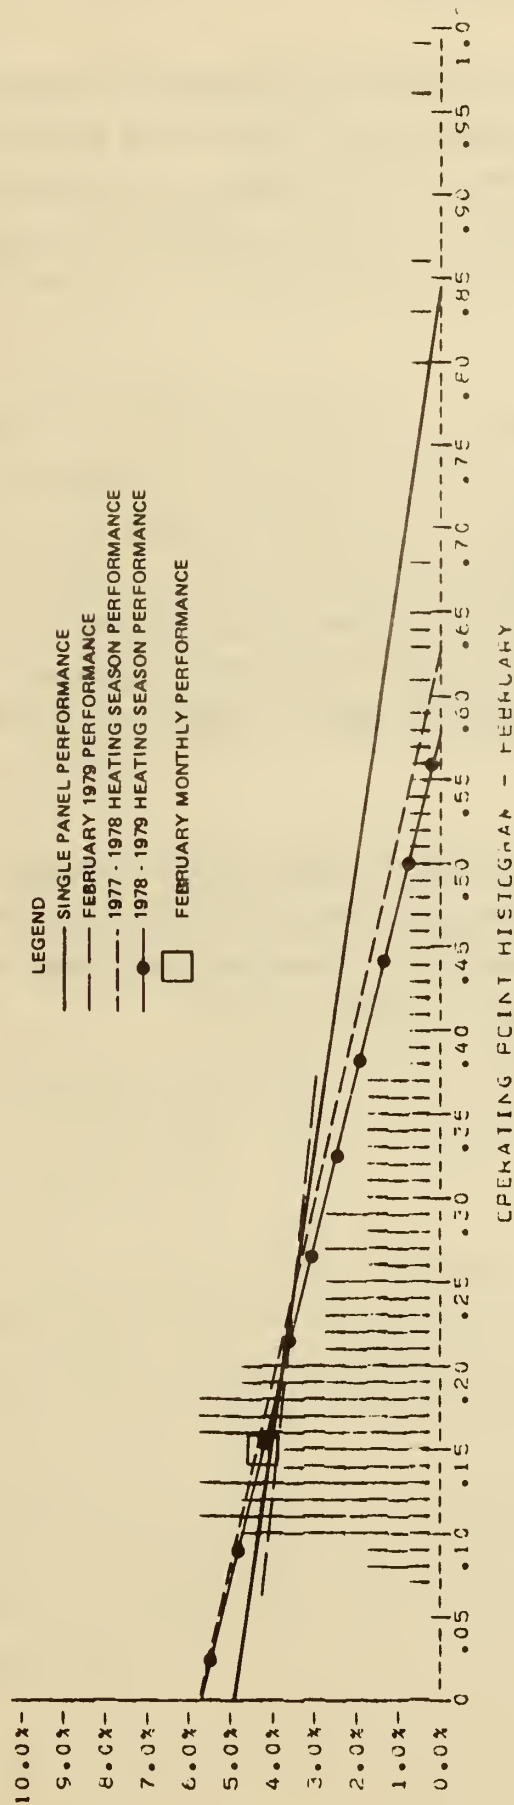 LEGEND
SINGLE PANEL PERFORMANCE
FEBRUARY 1979 PERFORMANCE
1977 - 1978 HEATING SEASON PERFORMANCE
1978 - 1979 HEATING SEASON PERFORMANCE
FEBRUARY MONTHLY PERFORMANCE
10.0%
9.0%
8.0%
7.0%
6.0%
5.0%
4.0%
3.0%
2.0%
1.0%
0.0%
0 .05 .10 .15 .20 .25 .30 .35 .40 .45 .50 .55 .60 .65 .70 .75 .80 .85 .90 .95 1.0
OPERATING POINT HISTOGRAM - FEBRUARY